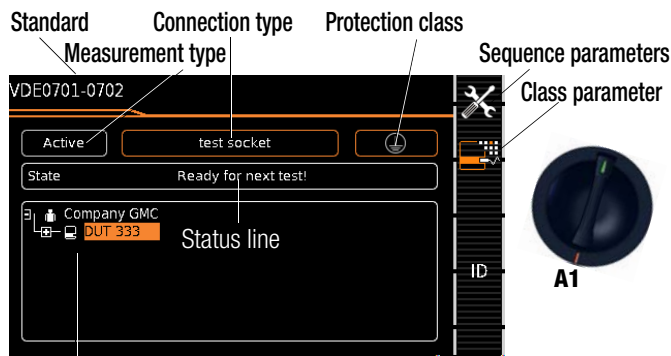 Standard
Connection type
Protection class
Measurement type
Sequence parameters
Class parameter
VDE0701-0702
Active
test socket
State
Ready for next test!
Company GMC
DUT 333
Status line
ID
A1